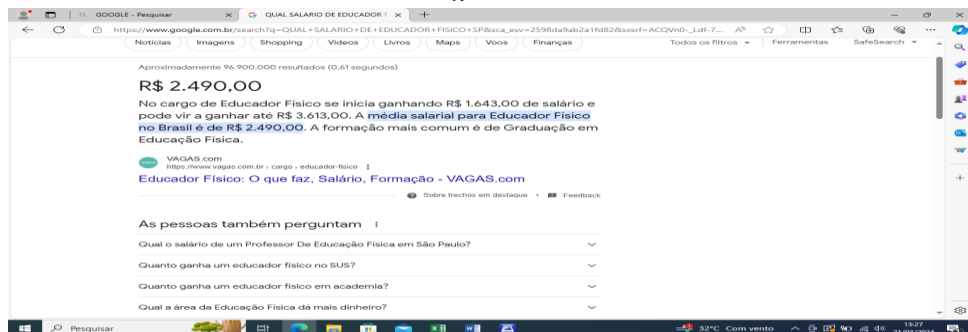 GOOGLE - Pesquisar
QUAL SALARIO DE EDUCADOR F
https://www.google.com.br/search?q=QUAL+SALARIO+DE+EDUCADOR+FISICO+SP&sca_esv=2598da9ab2a1fd82&sxsrf=ACQVn0-_Ldf-7...
Notícias Imagens Shopping Vídeos Livros Maps Voos Finanças Todos os filtros Ferramentas SafeSearch
Aproximadamente 96.900.000 resultados (0,61 segundos)
R$ 2.490,00
No cargo de Educador Físico se inicia ganhando R$ 1.643,00 de salário e
pode vir a ganhar até R$ 3.613,00. A média salarial para Educador Físico
no Brasil é de R$ 2.490,00. A formação mais comum é de Graduação em
Educação Física.
VAGAS.com
https://www.vagas.com.br › cargo › educador-fisico
Educador Físico: O que faz, Salário, Formação - VAGAS.com
Sobre trechos em destaque • Feedback
As pessoas também perguntam
Qual o salário de um Professor De Educação Física em São Paulo?
Quanto ganha um educador físico no SUS?
Quanto ganha um educador físico em academia?
Qual a área da Educação Física dá mais dinheiro?
Pesquisar
32°C Com vento
13:27